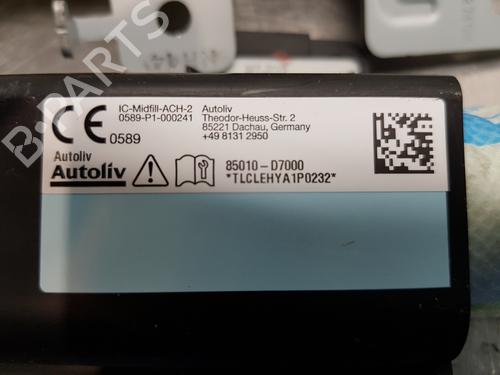 B-PARTS
CE
0589
IC-Midfill-ACH-2
0589-P1-000241
Autoliv
Theodor-Heuss-Str. 2
85221 Dachau, Germany
+49 8131 2950
Autoliv
Autoliv
85010-D7000
*TLCLEHYA1P0232*